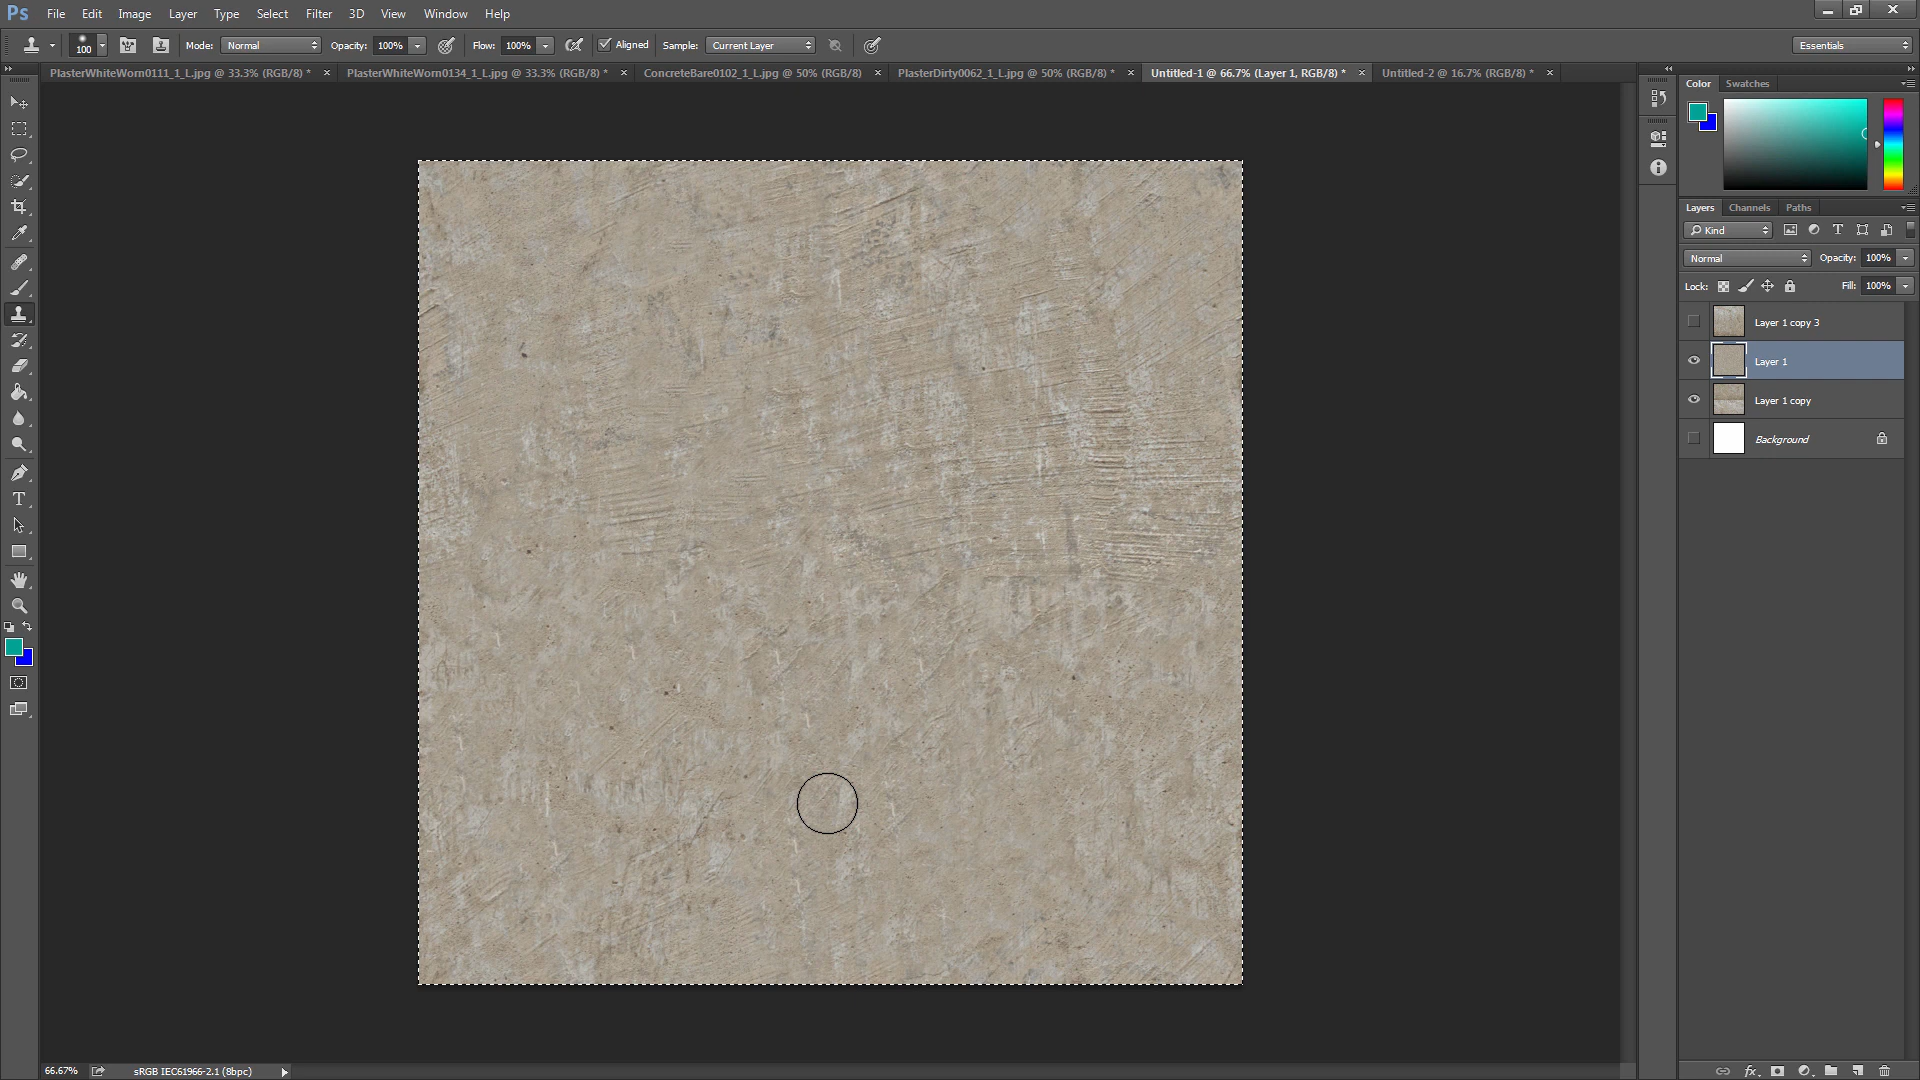 Ps File Edit Image Layer Type Select Filter 3D View Window Help
100 Mode: Normal Opacity: 100% Flow: 100% Aligned Sample: Current Layer Essentials
PlasterWhiteWorn0111_1_L.jpg @ 33.3% (RGB/8) * × PlasterWhiteWorn0134_1_L.jpg @ 33.3% (RGB/8) * × ConcreteBare0102_1_L.jpg @ 50% (RGB/8) × PlasterDirty0062_1_L.jpg @ 50% (RGB/8) * × Untitled-1 @ 66.7% (Layer 1, RGB/8) * × Untitled-2 @ 16.7% (RGB/8) * ×
Color Swatches
Layers Channels Paths
Kind
Normal Opacity: 100%
Lock: Fill: 100%
Layer 1 copy 3
Layer 1
Layer 1 copy
Background
66.67% sRGB IEC61966-2.1 (8bpc)